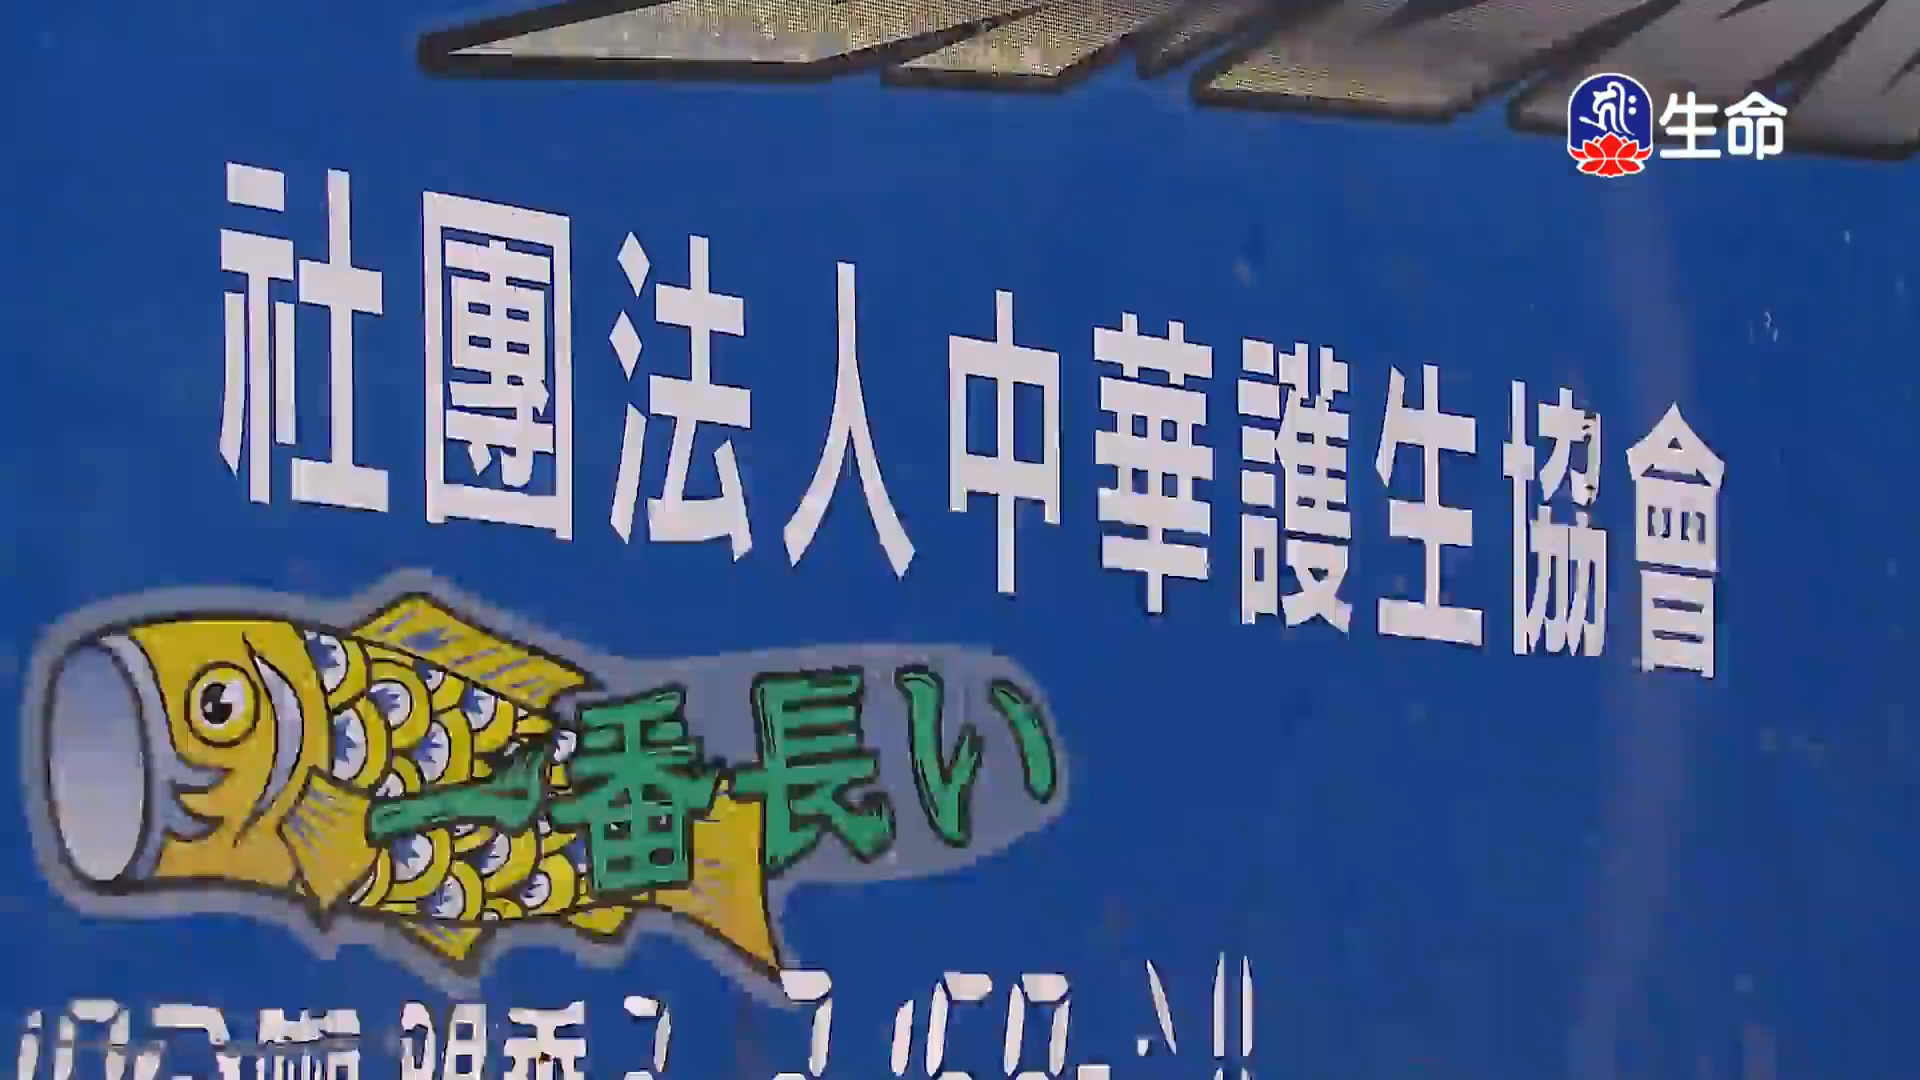 生命
社團法人中華護生協會
一番長い